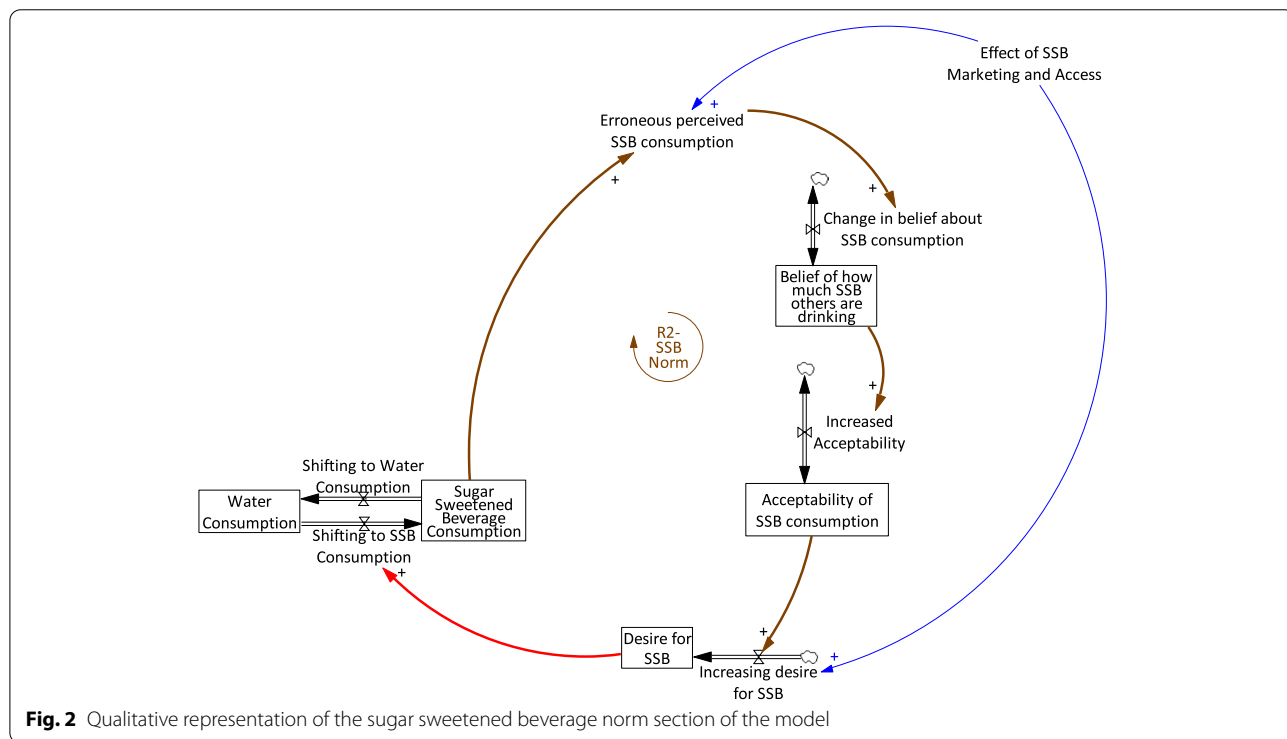 Effect of SSB
Marketing and Access
+
Erroneous perceived
SSB consumption
+
+
Change in belief about
SSB consumption
Belief of how
much SSB
others are
drinking
R2-
SSB
Norm
+
Increased
Acceptability
Shifting to Water
Consumption
Water
Consumption
Sugar
Sweetened
Beverage
Consumption
Shifting to SSB
Consumption
+
Acceptability of
SSB consumption
+
Desire for
SSB
+
Increasing desire
for SSB
Fig. 2 Qualitative representation of the sugar sweetened beverage norm section of the model